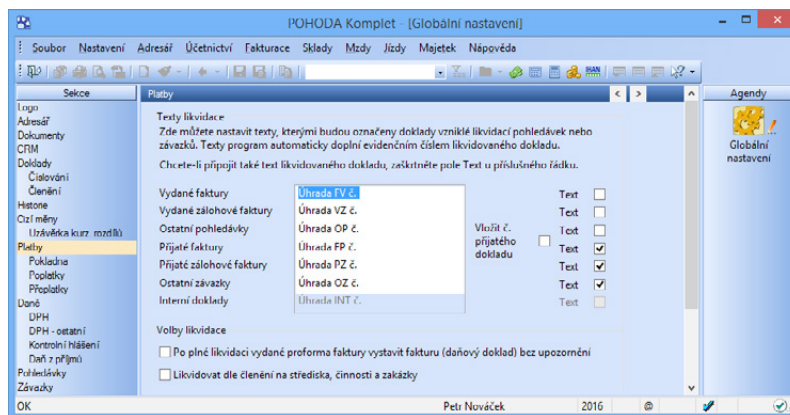 POHODA Komplet - [Globální nastavení]
Soubor Nastavení Adresář Účetnictví Fakturace Sklady Mzdy Jízdy Majetek Nápověda
Sekce
Logo
Adresář
Dokumenty
CRM
Doklady
Číslování
Členění
Historie
Cizí měny
Uzávěrka kurz. rozdílů
Platby
Pokladna
Poplatky
Přeplatky
Daně
DPH
DPH - ostatní
Kontrolní hlášení
Daň z příjmů
Pohledávky
Závazky
Platby
Texty likvidace
Zde můžete nastavit texty, kterými budou označeny doklady vzniklé likvidací pohledávek nebo
závazků. Texty program automaticky doplní evidenčním číslem likvidovaného dokladu.
Chcete-li připojit také text likvidovaného dokladu, zaškrtněte pole Text u příslušného řádku.
Vydané faktury Úhrada FV č. Text
Vydané zálohové faktury Úhrada VZ č. Text
Ostatní pohledávky Úhrada OP č. Text
Přijaté faktury Úhrada FP č. Text
Přijaté zálohové faktury Úhrada PZ č. Text
Ostatní závazky Úhrada OZ č. Text
Interní doklady Úhrada INT č. Text
Vložit č.
přijatého
dokladu
Volby likvidace
Po plné likvidaci vydané proforma faktury vystavit fakturu (daňový doklad) bez upozornění
Likvidovat dle členění na střediska, činnosti a zakázky
Agendy
Globální
nastavení
OK Petr Nováček 2016 @